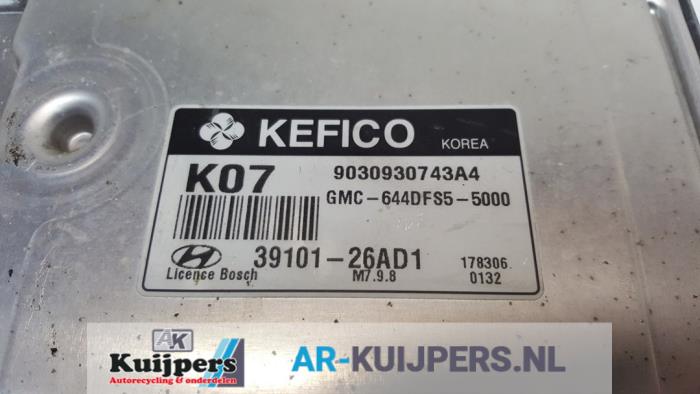 KEFICO KOREA
K07 9030930743A4
GMC-644DFS5-5000
39101-26AD1 178306
Licence Bosch M7.9.8 0132
AK
Kuijpers
Autorecycling & onderdelen
AR-KUIJPERS.NL